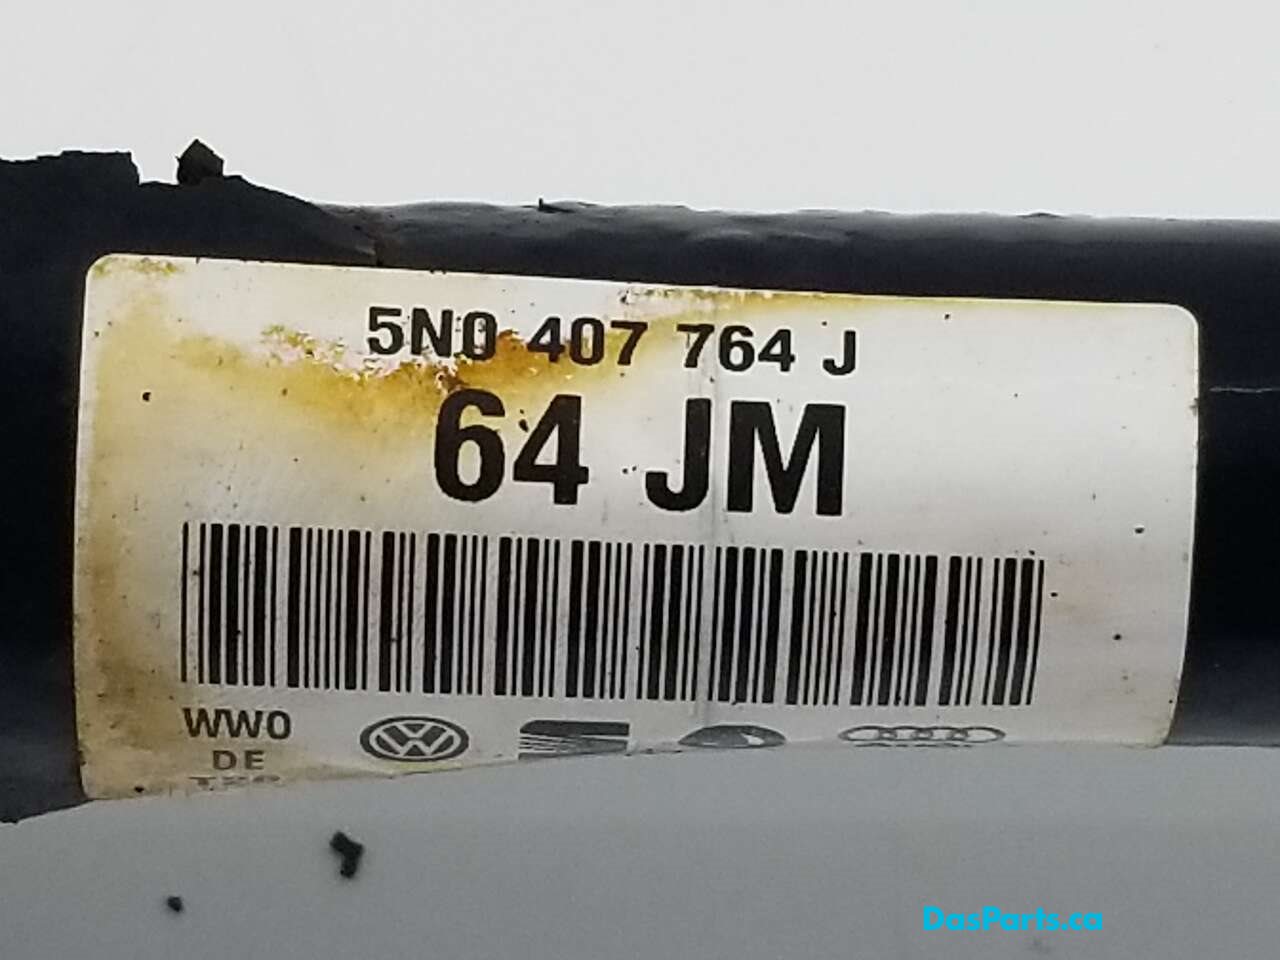 5N0 407 764 J
64 JM
WW0
DE
DasParts.ca